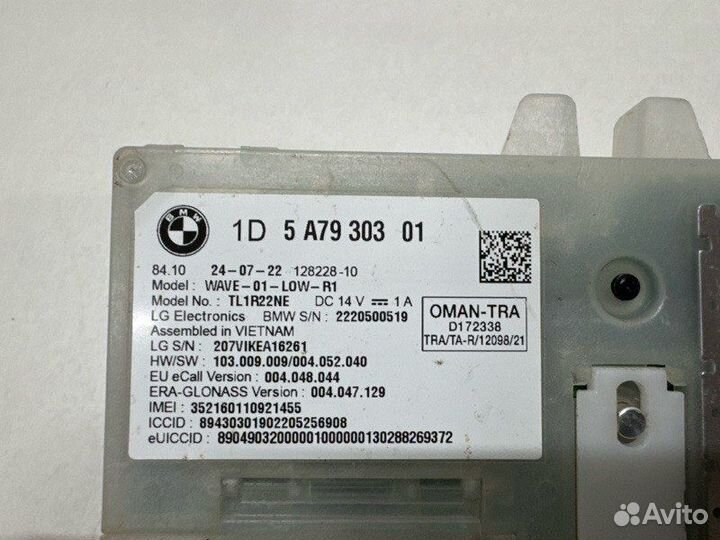 BMW
1D 5 A79 303 01
84.10 24-07-22 128228-10
Model : WAVE-01-LOW-R1
Model No. : TL1R22NE DC 14 V ⎓ 1 A
LG Electronics BMW S/N : 2220500519
Assembled in VIETNAM
LG S/N : 207VIKEA16261
HW/SW : 103.009.009/004.052.040
EU eCall Version : 004.048.044
ERA-GLONASS Version : 004.047.129
IMEI : 352160110921455
ICCID : 89430301902205256908
eUICCID : 89049032000001000000130288269372
OMAN-TRA
D172338
TRA/TA-R/12098/21
Avito